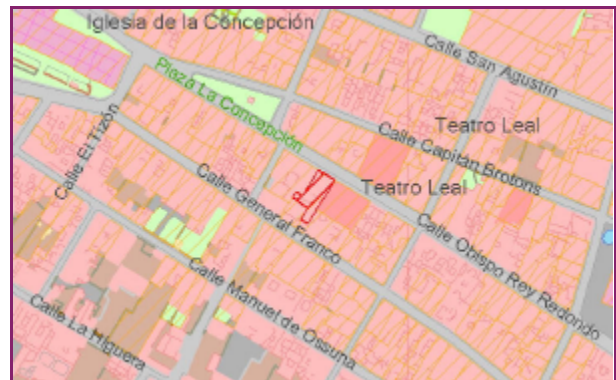 Iglesia de la Concepción
Calle San Agustín
Plaza La Concepción
Teatro Leal
Calle Capitán Brotons
Calle El Tizón
Teatro Leal
Calle General Franco
Calle Obispo Rey Redondo
Calle Manuel de Ossuna
Calle La Higuera